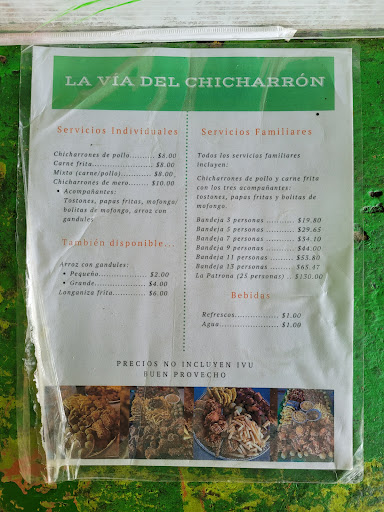 LA VÍA DEL CHICHARRÓN
Servicios Individuales
Chicharrones de pollo........... $8.00
Carne frita........................... $8.00
Mixta (carne/pollo)............. $8.00
Chicharrones de mero......... $10.00
• Acompañantes:
Tostones, papas fritas, mofongo,
bolitas de mofongo, arroz con
gandules
También disponible...
Arroz con gandules:
• Pequeño................ $2.00
• Grande.................. $4.00
Longaniza frita............... $6.00
Servicios Familiares
Todos los servicios familiares
incluyen:
Chicharrones de pollo y carne frita
con los tres acompañantes:
tostones, papas fritas y bolitas de
mofongo.
Bandeja 3 personas ........... $19.80
Bandeja 5 personas ........... $29.65
Bandeja 7 personas ........... $34.10
Bandeja 9 personas ........... $44.00
Bandeja 11 personas ......... $53.80
Bandeja 15 personas ......... $65.47
La Patrona (25 personas) .. $130.00
Bebidas
Refrescos........................ $1.00
Agua................................ $1.00
PRECIOS NO INCLUYEN IVU
BUEN PROVECHO